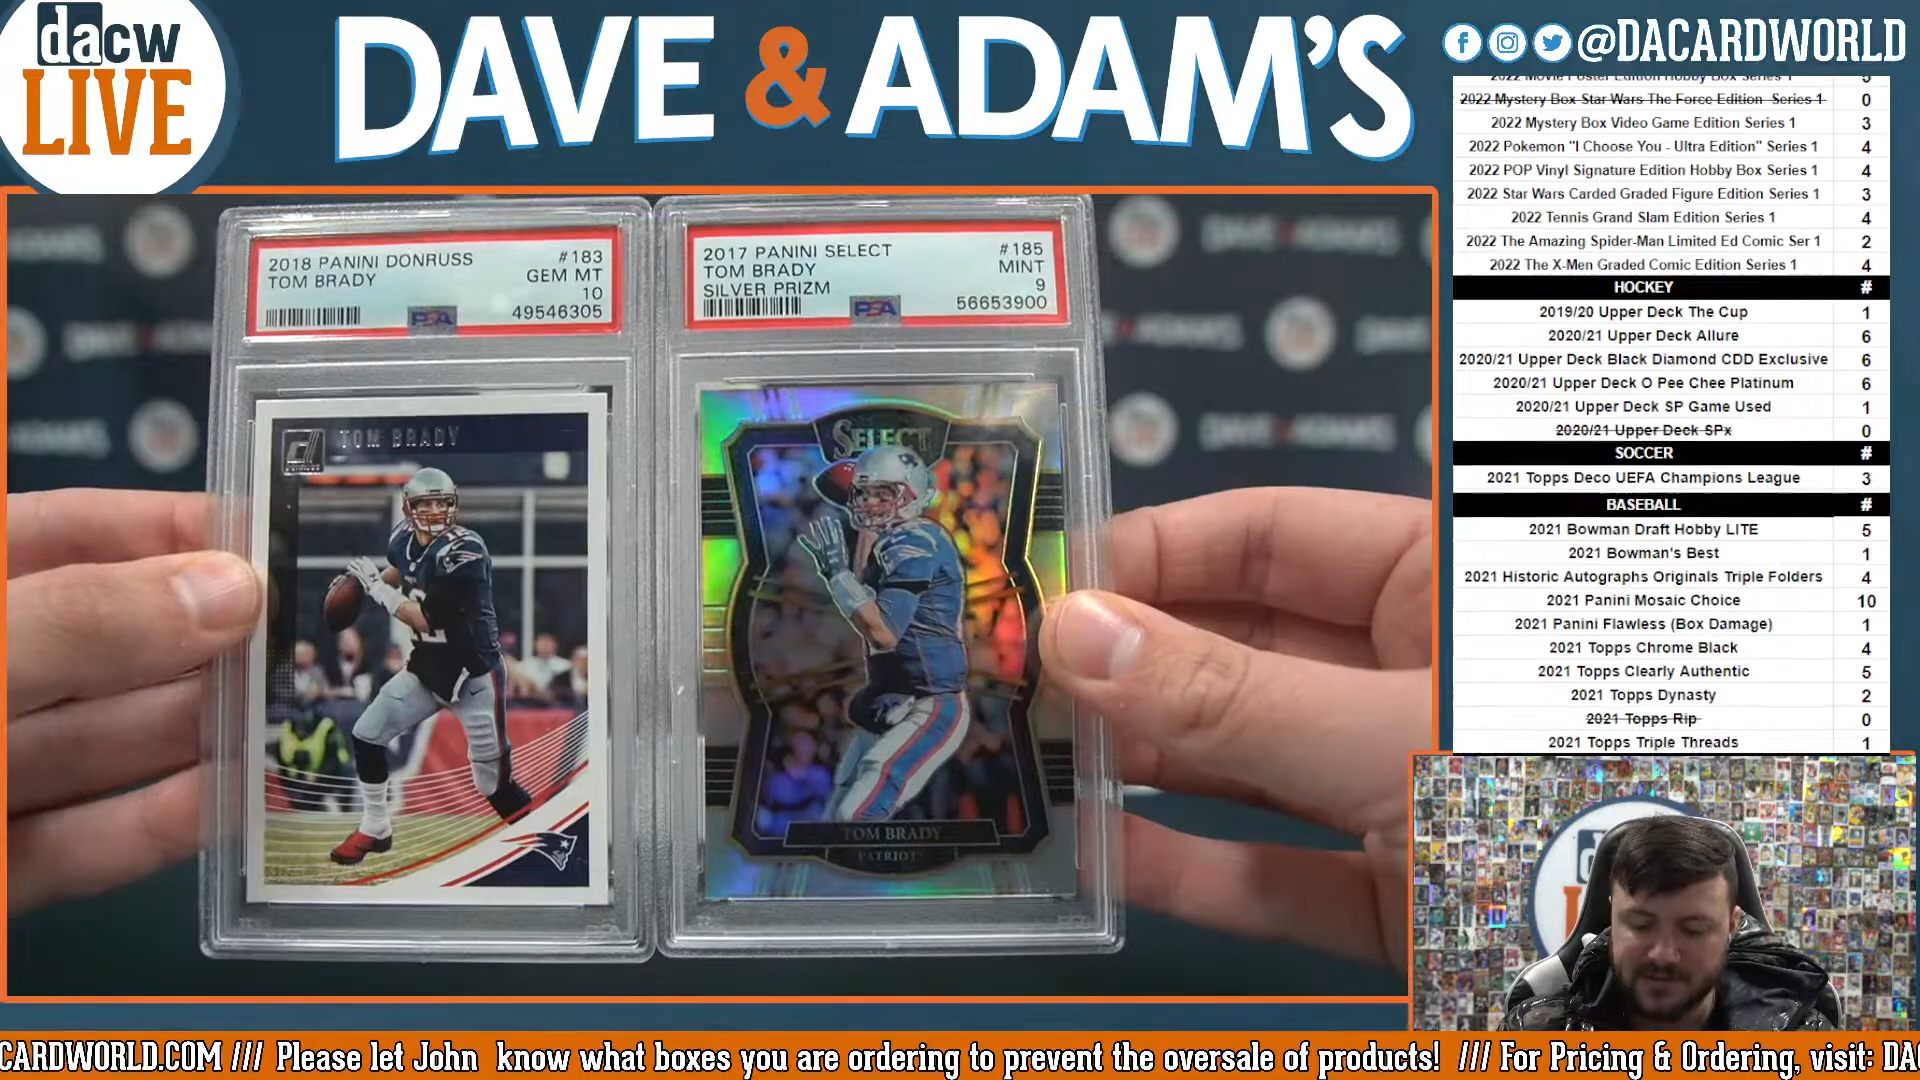 dacw
LIVE
DAVE & ADAM'S
@DACARDWORLD
2018 PANINI DONRUSS #183
TOM BRADY GEM MT
10
PSA 49546305
2017 PANINI SELECT #185
TOM BRADY MINT
SILVER PRIZM 9
PSA 56653900
TOM BRADY
SELECT
TOM BRADY
PATRIOTS
2022 Movie Poster Edition Hobby Box Series 1 5
2022 Mystery Box Star Wars The Force Edition Series 1 0
2022 Mystery Box Video Game Edition Series 1 3
2022 Pokemon "I Choose You - Ultra Edition" Series 1 4
2022 POP Vinyl Signature Edition Hobby Box Series 1 4
2022 Star Wars Carded Graded Figure Edition Series 1 3
2022 Tennis Grand Slam Edition Series 1 4
2022 The Amazing Spider-Man Limited Ed Comic Ser 1 2
2022 The X-Men Graded Comic Edition Series 1 4
HOCKEY #
2019/20 Upper Deck The Cup 1
2020/21 Upper Deck Allure 6
2020/21 Upper Deck Black Diamond CDD Exclusive 6
2020/21 Upper Deck O Pee Chee Platinum 6
2020/21 Upper Deck SP Game Used 1
2020/21 Upper Deck SPx 0
SOCCER #
2021 Topps Deco UEFA Champions League 3
BASEBALL #
2021 Bowman Draft Hobby LITE 5
2021 Bowman's Best 1
2021 Historic Autographs Originals Triple Folders 4
2021 Panini Mosaic Choice 10
2021 Panini Flawless (Box Damage) 1
2021 Topps Chrome Black 4
2021 Topps Clearly Authentic 5
2021 Topps Dynasty 2
2021 Topps Rip 0
2021 Topps Triple Threads 1
CARDWORLD.COM /// Please let John know what boxes you are ordering to prevent the oversale of products! /// For Pricing & Ordering, visit: DA